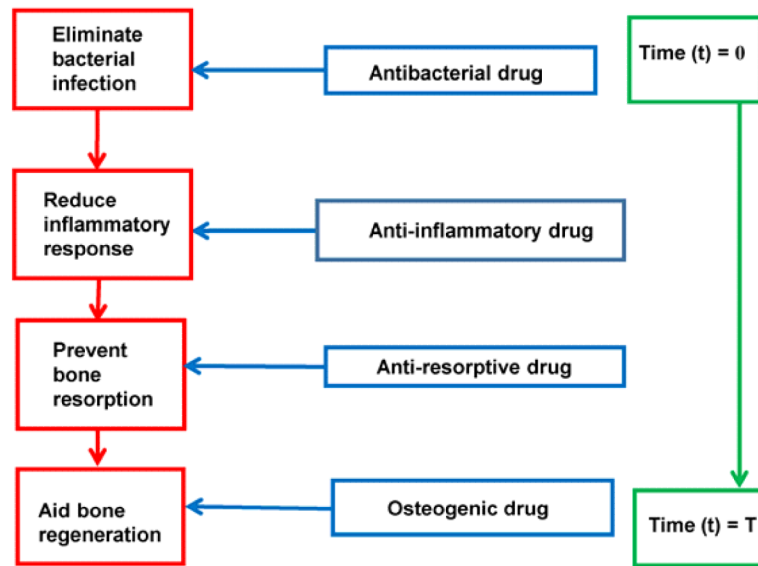 Eliminate
bacterial
infection
Antibacterial drug
Time (t) = 0
Reduce
inflammatory
response
Anti-inflammatory drug
Prevent
bone
resorption
Anti-resorptive drug
Aid bone
regeneration
Osteogenic drug
Time (t) = T